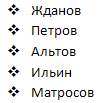 ❖ Жданов
❖ Петров
❖ Альтов
❖ Ильин
❖ Матросов